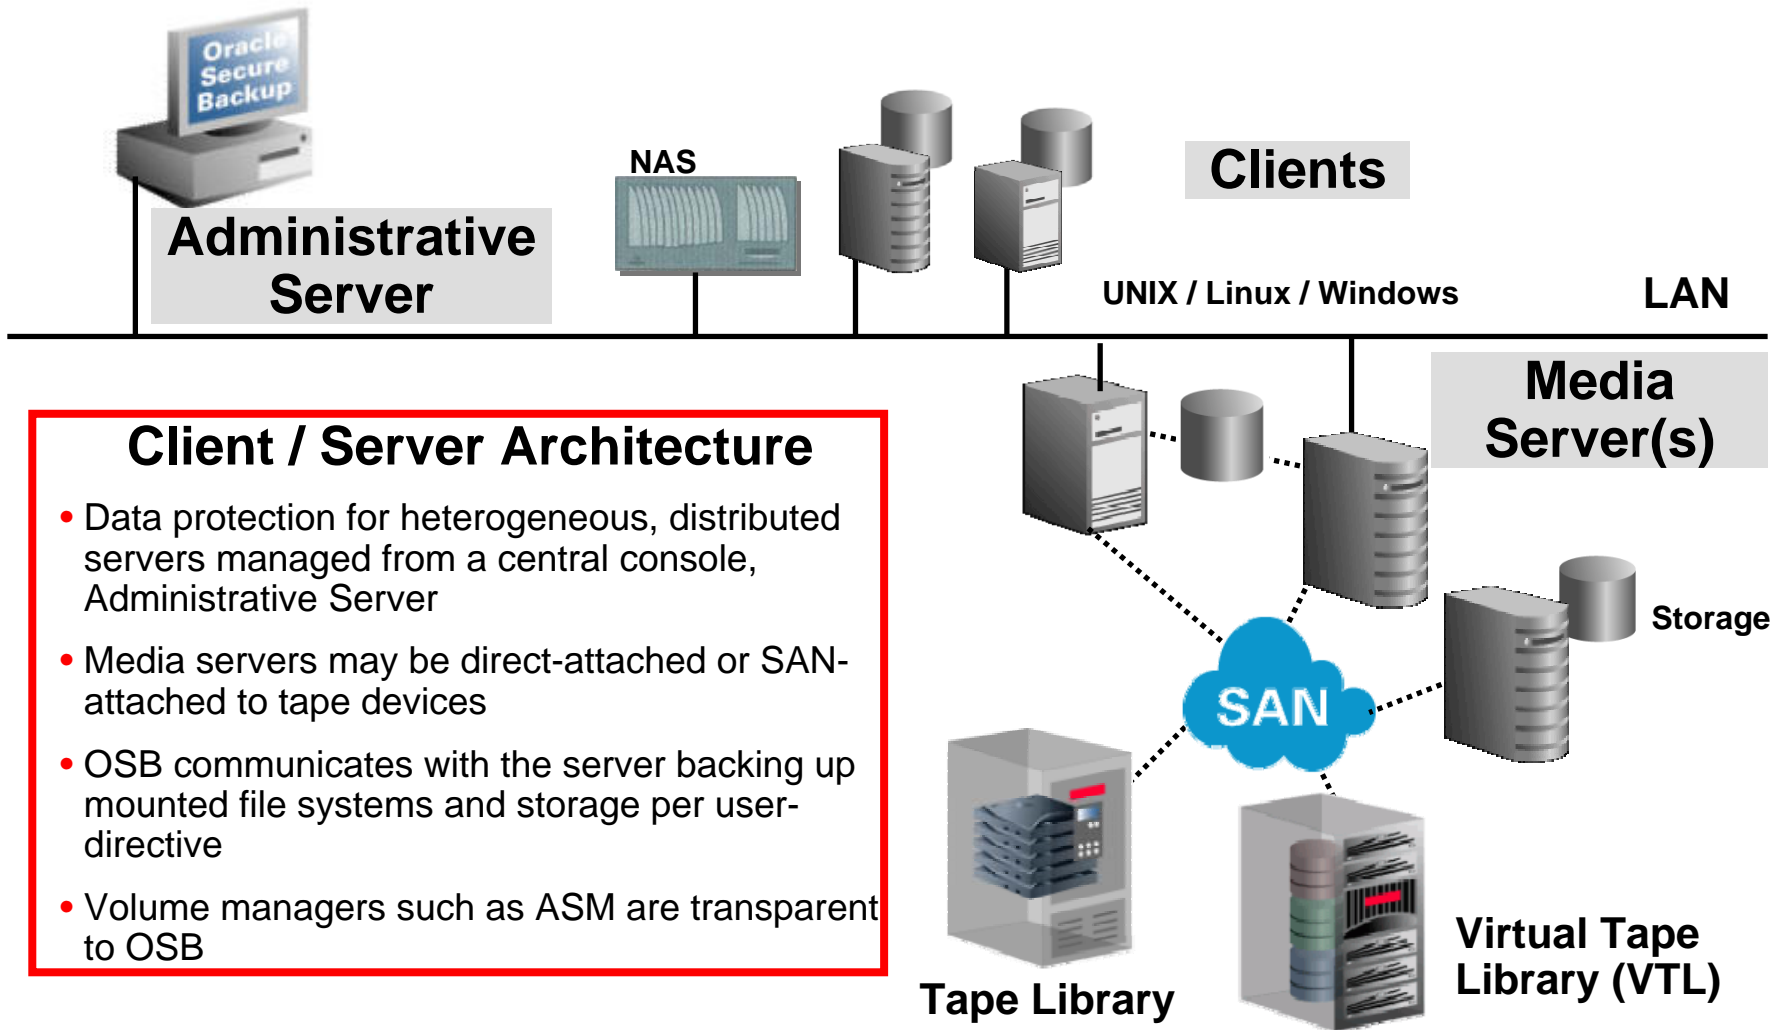 Oracle
Secure
Backup
NAS
Clients
Administrative
Server
UNIX / Linux / Windows
LAN
Media
Server(s)
Client / Server Architecture
• Data protection for heterogeneous, distributed
servers managed from a central console,
Administrative Server
• Media servers may be direct-attached or SAN-
attached to tape devices
• OSB communicates with the server backing up
mounted file systems and storage per user-
directive
• Volume managers such as ASM are transparent
to OSB
Storage
SAN
Tape Library
Virtual Tape
Library (VTL)